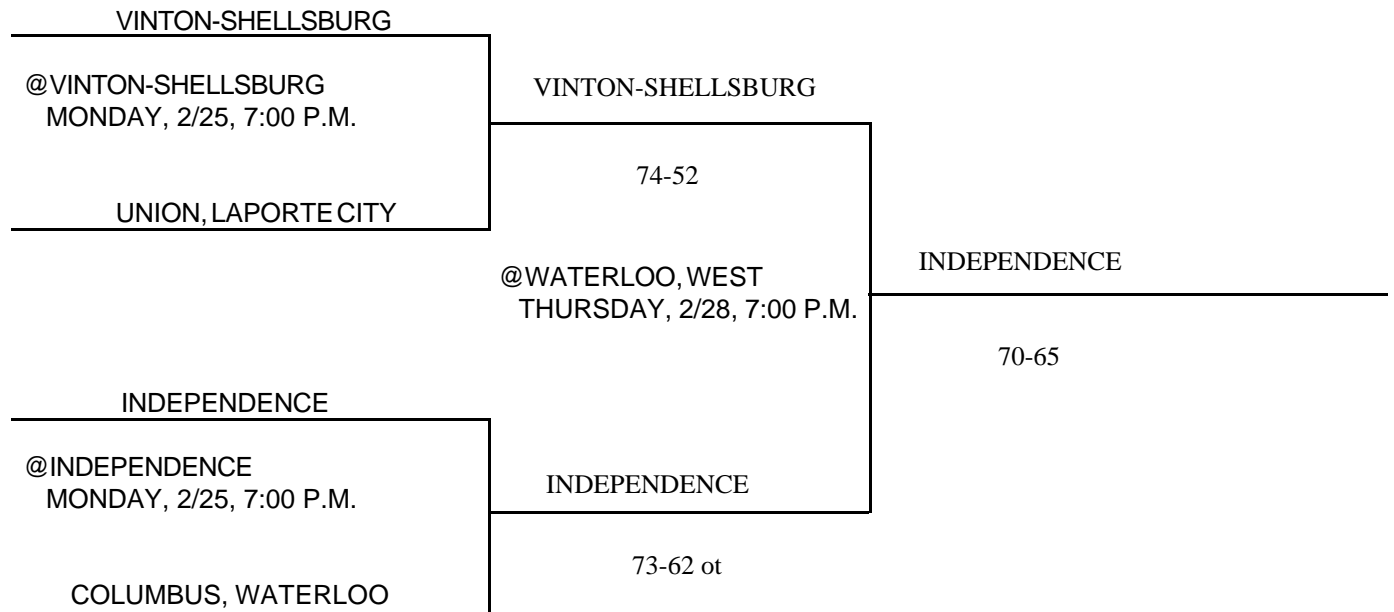 VINTON-SHELLSBURG
@VINTON-SHELLSBURG
MONDAY, 2/25, 7:00 P.M.
VINTON-SHELLSBURG
74-52
UNION, LAPORTE CITY
@WATERLOO, WEST
THURSDAY, 2/28, 7:00 P.M.
INDEPENDENCE
70-65
INDEPENDENCE
@INDEPENDENCE
MONDAY, 2/25, 7:00 P.M.
INDEPENDENCE
73-62 ot
COLUMBUS, WATERLOO